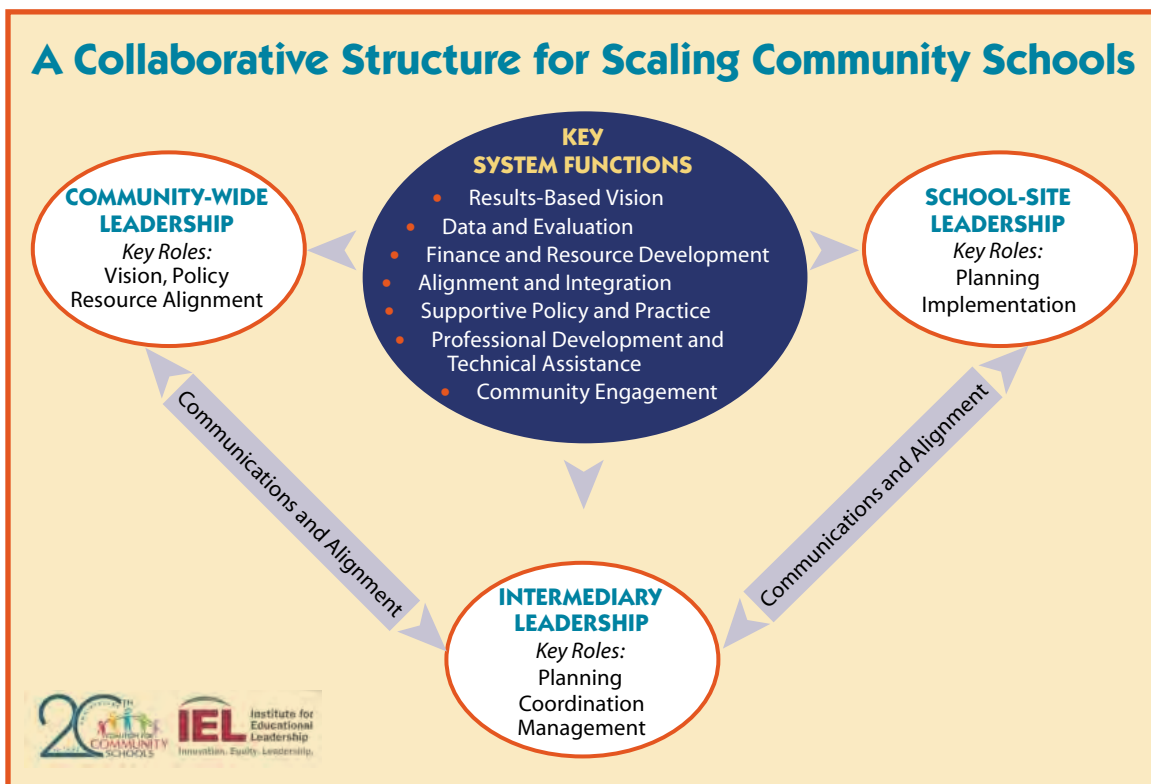 A Collaborative Structure for Scaling Community Schools
KEY
SYSTEM FUNCTIONS
• Results-Based Vision
• Data and Evaluation
• Finance and Resource Development
• Alignment and Integration
• Supportive Policy and Practice
• Professional Development and
Technical Assistance
• Community Engagement
COMMUNITY-WIDE
LEADERSHIP
Key Roles:
Vision, Policy
Resource Alignment
SCHOOL-SITE
LEADERSHIP
Key Roles:
Planning
Implementation
Communications and Alignment
Communications and Alignment
INTERMEDIARY
LEADERSHIP
Key Roles:
Planning
Coordination
Management
20TH
COALITION FOR
COMMUNITY
SCHOOLS
IEL
Institute for
Educational
Leadership
Innovation. Equity. Leadership.